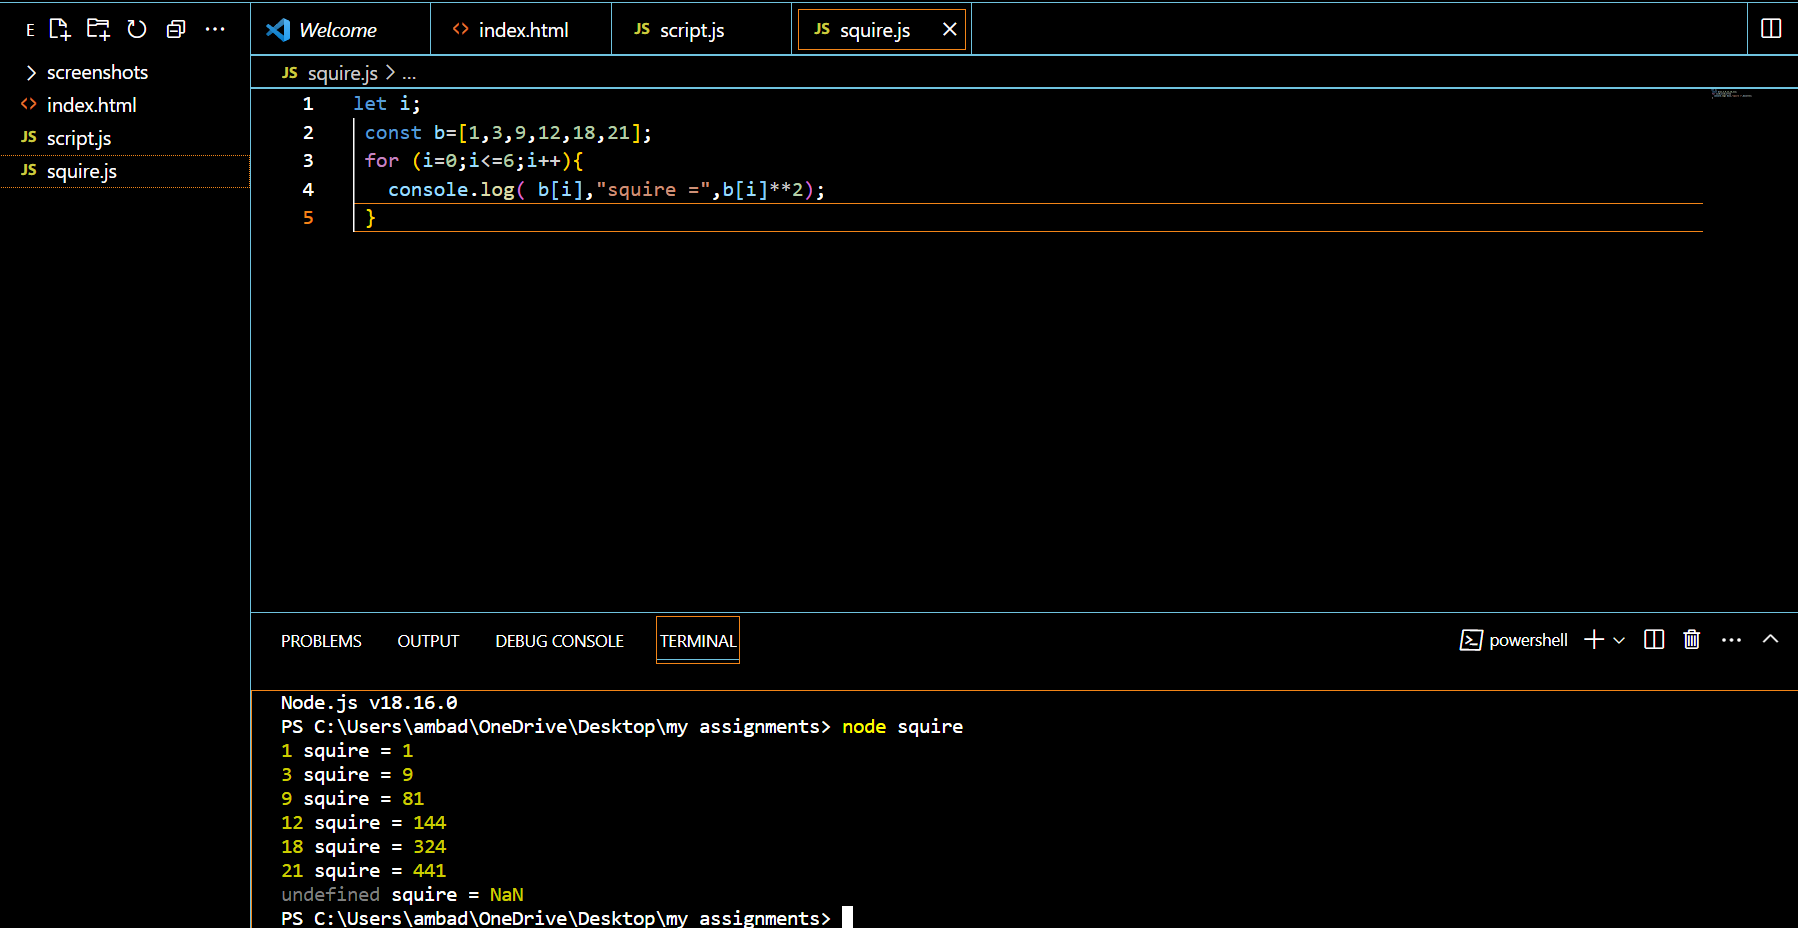 E
Welcome
index.html
script.js
squire.js
screenshots
index.html
script.js
squire.js
squire.js > ...
1 let i;
2 const b=[1,3,9,12,18,21];
3 for (i=0;i<=6;i++){
4 console.log( b[i],"squire =",b[i]**2);
5 }
PROBLEMS OUTPUT DEBUG CONSOLE TERMINAL powershell
Node.js v18.16.0
PS C:\Users\ambad\OneDrive\Desktop\my assignments> node squire
1 squire = 1
3 squire = 9
9 squire = 81
12 squire = 144
18 squire = 324
21 squire = 441
undefined squire = NaN
PS C:\Users\ambad\OneDrive\Desktop\my assignments>